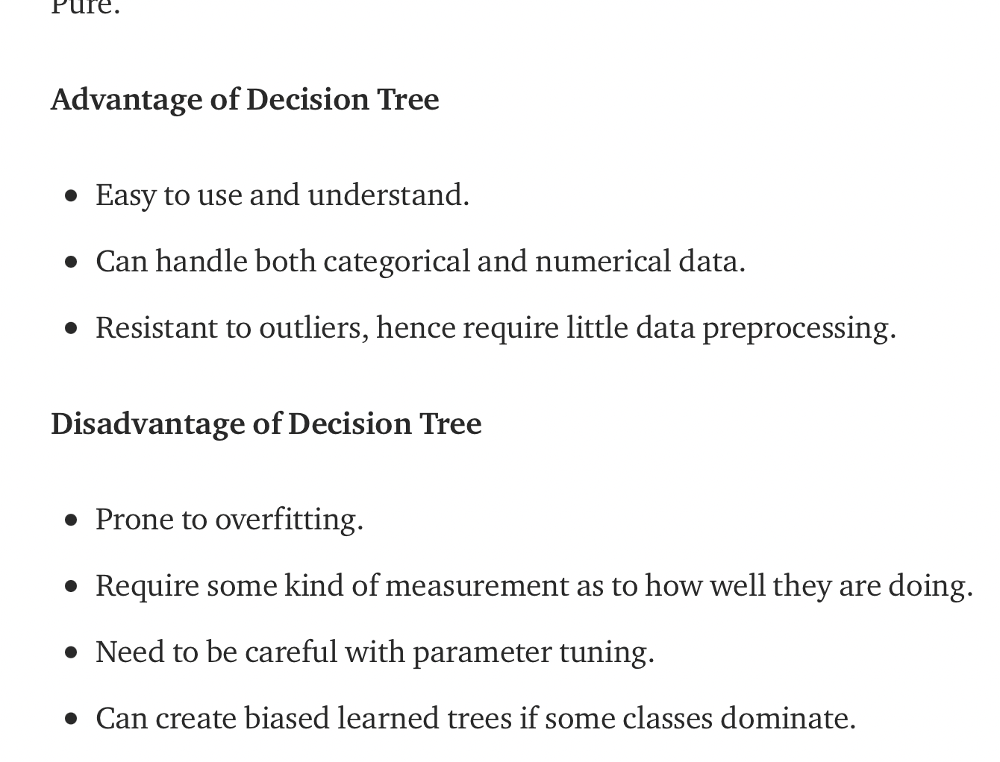 Pure.
Advantage of Decision Tree
Easy to use and understand.
Can handle both categorical and numerical data.
Resistant to outliers, hence require little data preprocessing.
Disadvantage of Decision Tree
Prone to overfitting.
Require some kind of measurement as to how well they are doing.
Need to be careful with parameter tuning.
Can create biased learned trees if some classes dominate.